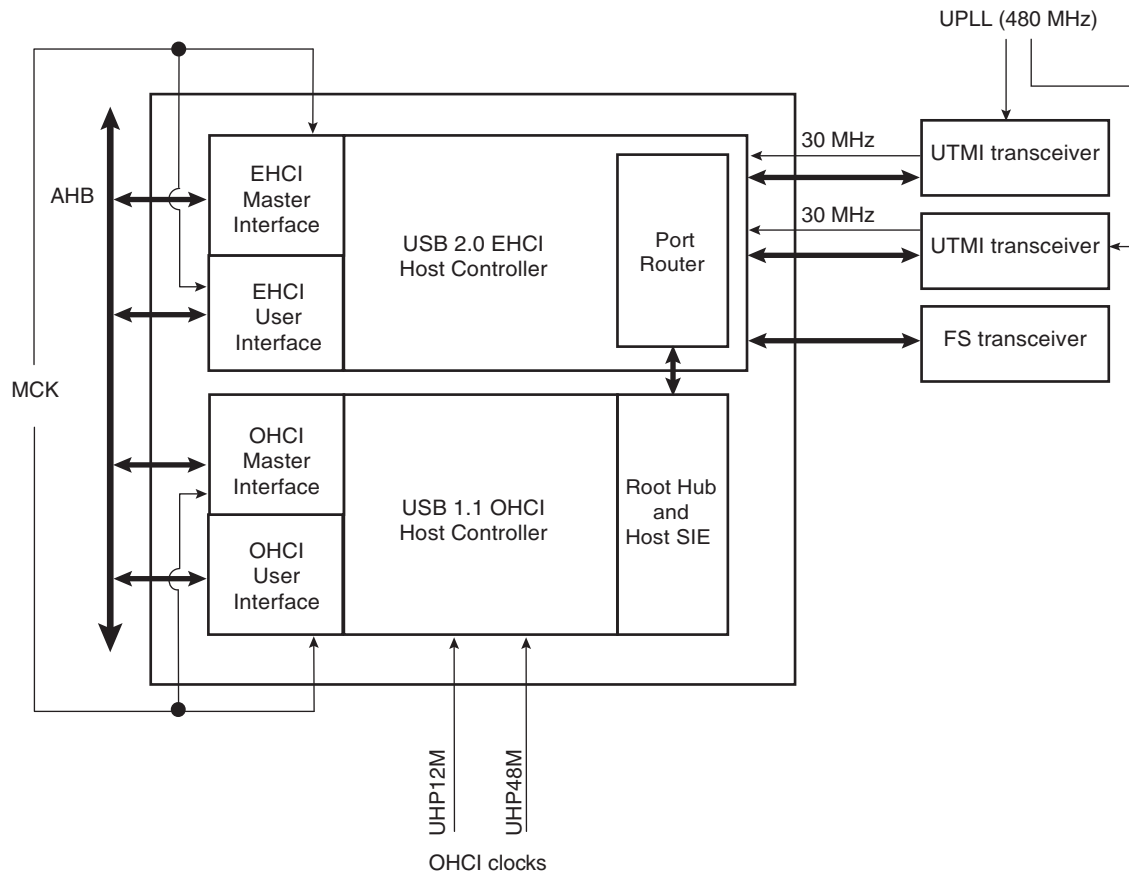 UPLL (480 MHz)
AHB
MCK
EHCI
Master
Interface
EHCI
User
Interface
USB 2.0 EHCI
Host Controller
Port
Router
30 MHz
UTMI transceiver
30 MHz
UTMI transceiver
FS transceiver
OHCI
Master
Interface
OHCI
User
Interface
USB 1.1 OHCI
Host Controller
Root Hub
and
Host SIE
UHP12M
UHP48M
OHCI clocks